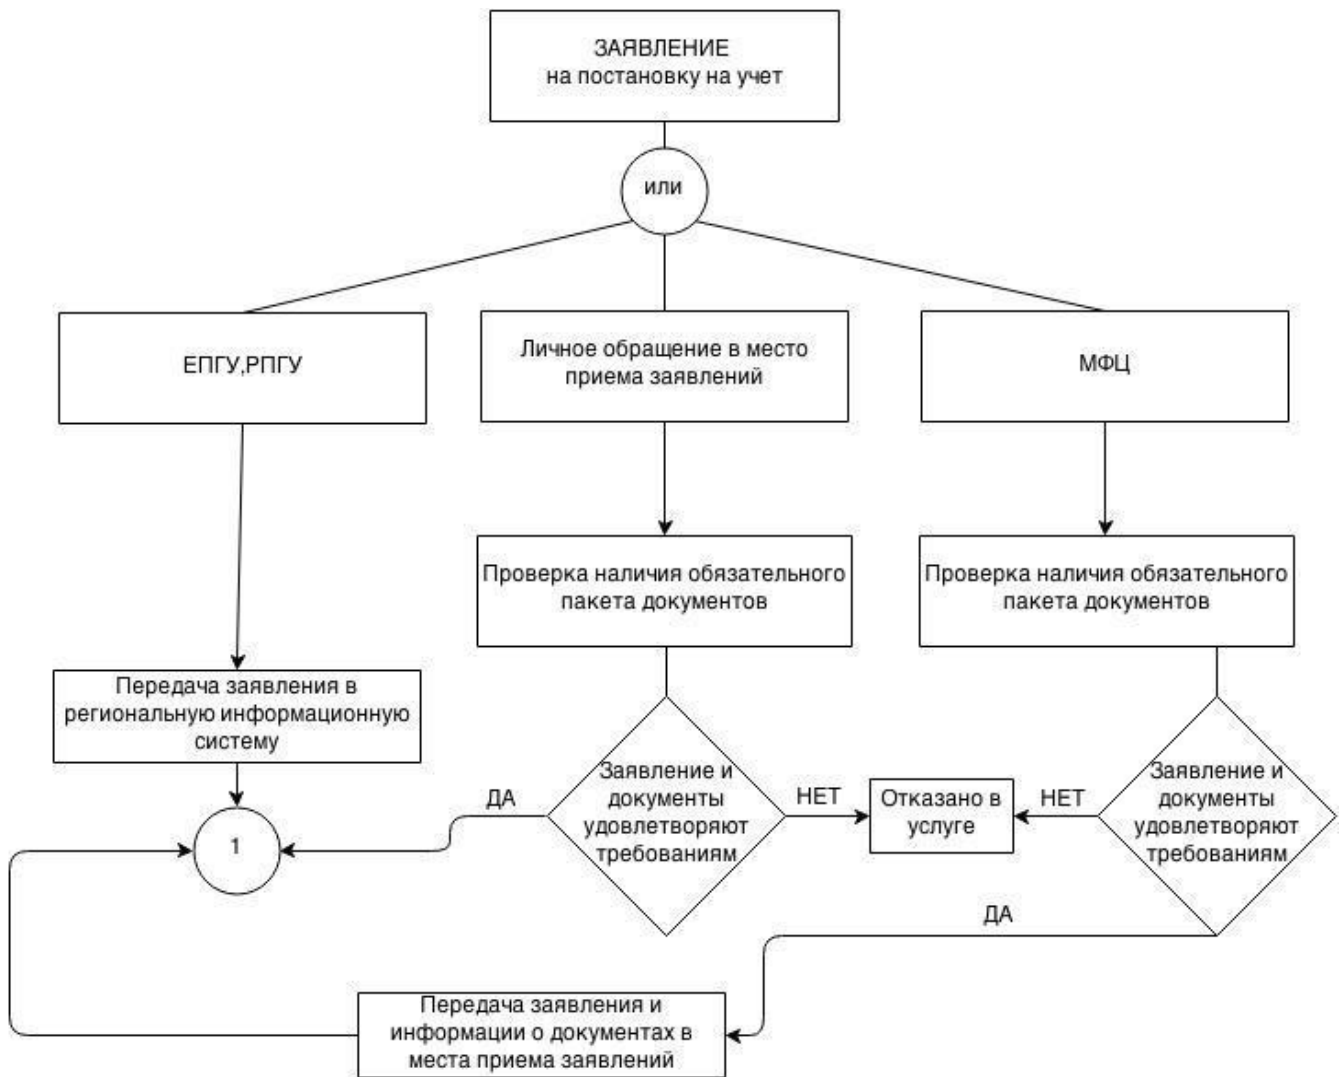 ЗАЯВЛЕНИЕ
на постановку на учет
или
ЕПГУ,РПГУ
Личное обращение в место
приема заявлений
МФЦ
Проверка наличия обязательного
пакета документов
Проверка наличия обязательного
пакета документов
Передача заявления в
региональную информационную
систему
Заявление и
документы
удовлетворяют
требованиям
ДА
НЕТ
Отказано в
услуге
НЕТ
Заявление и
документы
удовлетворяют
требованиям
1
ДА
Передача заявления и
информации о документах в
места приема заявлений